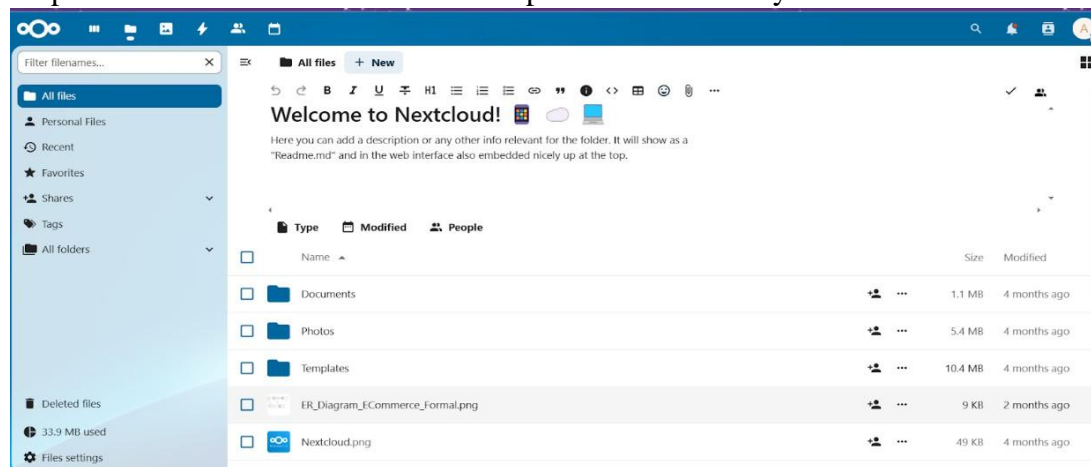 Filter filenames...
All files
Personal Files
Recent
Favorites
Shares
Tags
All folders
Deleted files
33.9 MB used
Files settings
A
All files + New
B I U T H1
Welcome to Nextcloud!
Here you can add a description or any other info relevant for the folder. It will show as a
"Readme.md" and in the web interface also embedded nicely up at the top.
Type Modified People
Name Size Modified
Documents 1.1 MB 4 months ago
Photos 5.4 MB 4 months ago
Templates 10.4 MB 4 months ago
ER_Diagram_ECommerce_Formal.png 9 KB 2 months ago
Nextcloud.png 49 KB 4 months ago